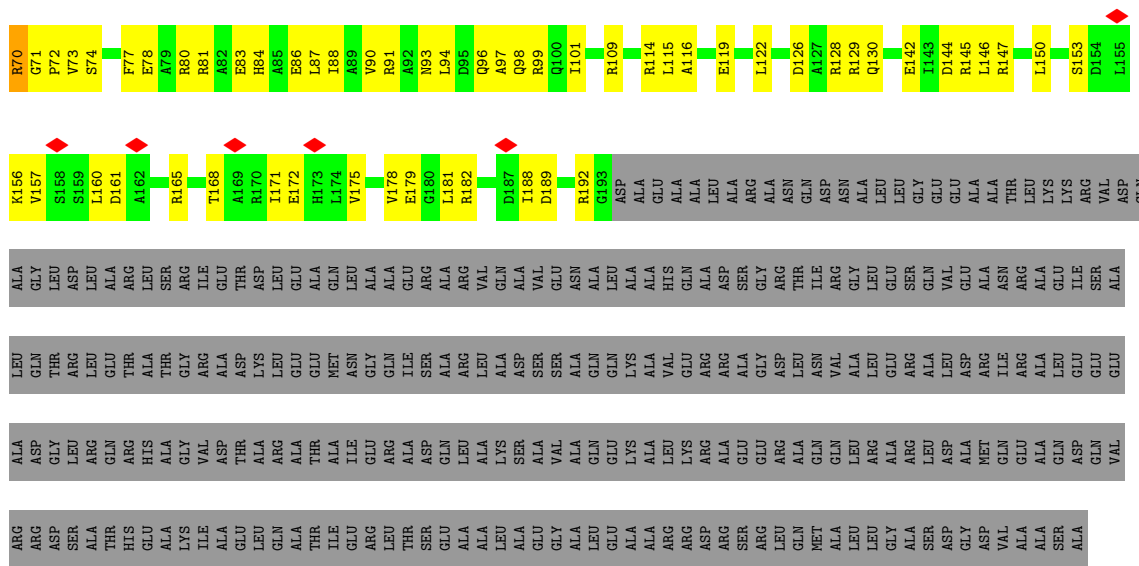 R70 G71 P72 V73 S74 F77 E78 A79 R80 R81 A82 E83 H84 A85 E86 L87 I88 A89 V90 R91 A92 N93 L94 D95 Q96 A97 Q98 R99 Q100 I101 R109 R114 L115 A116 E119 L122 D126 A127 R128 R129 Q130 E142 I143 D144 R145 L146 R147 L150 S153 D154 L155
K156 V157 S158 S159 L160 D161 A162 R165 T168 A169 R170 I171 E172 H173 L174 V175 V178 E179 G180 L181 R182 D187 I188 D189 R192 G193 ASP ALA GLU ALA ALA LEU ALA ARG ALA ASN GLN ASP ASN ALA LEU LEU GLY GLU GLU ALA ALA THR LEU LYS LYS ARG VAL ASP
ALA GLY LEU ASP LEU ALA ARG LEU SER ARG ILE GLU THR ASP LEU GLU ALA GLN LEU ALA ALA GLU ARG ALA ARG VAL GLN ALA VAL GLU ASN ALA LEU ALA ALA HIS GLN ALA ASP SER GLY ARG THR ILE ARG GLY LEU GLU SER GLN VAL GLU ALA ASN ARG ALA GLU ILE SER ALA
LEU GLN THR ARG LEU GLU THR ALA THR GLY ARG ALA ASP LYS LEU GLU GLU MET ASN GLY GLN ILE SER ALA ARG LEU ALA ASP SER SER ALA GLN GLN LYS ALA VAL GLU ARG ARG ALA GLY ASP LEU ASN VAL ALA LEU GLU ARG ALA LEU ASP ARG ILE ARG ALA LEU GLU GLU GLU
ALA ASP GLY LEU ARG GLN ARG HIS ALA GLY VAL ASP THR ALA ARG ALA THR ALA ILE GLU ARG ALA ASP GLN LEU ALA LYS SER ALA VAL ALA GLN GLU LYS ALA LEU LYS ARG ALA GLU GLU ARG ALA GLN GLN LEU ARG ALA ARG LEU ASP ALA MET GLN GLU ALA GLN ASP GLN VAL
ARG ARG ASP SER ALA THR HIS GLU ALA LYS ILE ALA GLU LEU GLN ALA THR ILE GLU ARG LEU THR SER GLU ALA ALA LEU ALA GLU GLY ALA LEU GLU ALA ALA ARG ARG ASP ARG SER ARG LEU GLN MET ALA LEU LEU GLY ALA SER ASP GLY ASP VAL ALA ALA SER ALA